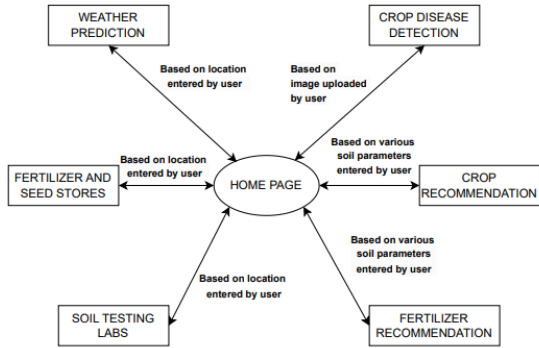 WEATHER
PREDICTION
CROP DISEASE
DETECTION
Based on location
entered by user
Based on
image uploaded
by user
Based on location
entered by user
Based on various
soil parameters
entered by user
FERTILIZER AND
SEED STORES
HOME PAGE
CROP
RECOMMENDATION
Based on location
entered by user
Based on various
soil parameters
entered by user
SOIL TESTING
LABS
FERTILIZER
RECOMMENDATION